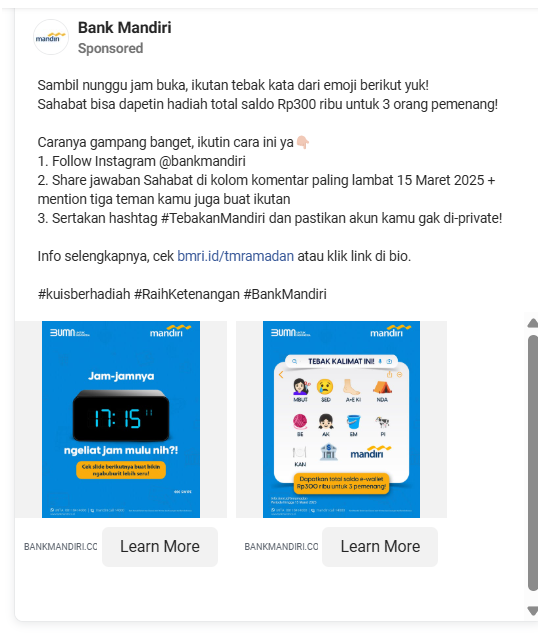 Bank Mandiri
Sponsored
mandiri
Sambil nunggu jam buka, ikutan tebak kata dari emoji berikut yuk!
Sahabat bisa dapetin hadiah total saldo Rp300 ribu untuk 3 orang pemenang!
Caranya gampang banget, ikutin cara ini ya👇🏻
1. Follow Instagram @bankmandiri
2. Share jawaban Sahabat di kolom komentar paling lambat 15 Maret 2025 +
mention tiga teman kamu juga buat ikutan
3. Sertakan hashtag #TebakanMandiri dan pastikan akun kamu gak di-private!
Info selengkapnya, cek bmri.id/tmramadan atau klik link di bio.
#kuisberhadiah #RaihKetenangan #BankMandiri
BUMN
mandiri
Jam-jamnya
17:15
ngeliat jam mulu nih?!
Cek slide berikutnya buat bikin
ngabuburit lebih seru!
BANKMANDIRI.CO
Learn More
BUMN
mandiri
TEBAK KALIMAT INI!
MBUT
SED
A=E KI
NDA
BE
AK
EM
PI
KAN
mandiri
Dapatkan total saldo e-wallet
Rp300 ribu untuk 3 pemenang!
BANKMANDIRI.CO
Learn More